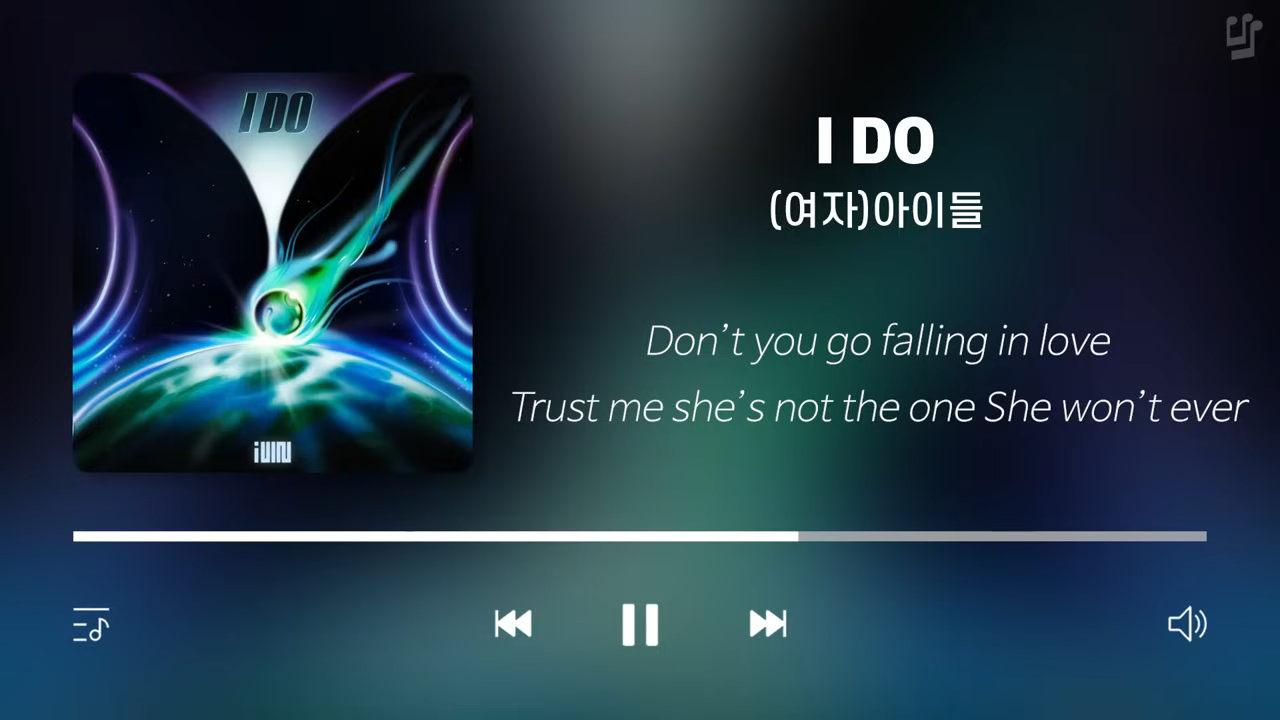 I DO
I DO
(여자)아이들
Don't you go falling in love
Trust me she's not the one She won't ever